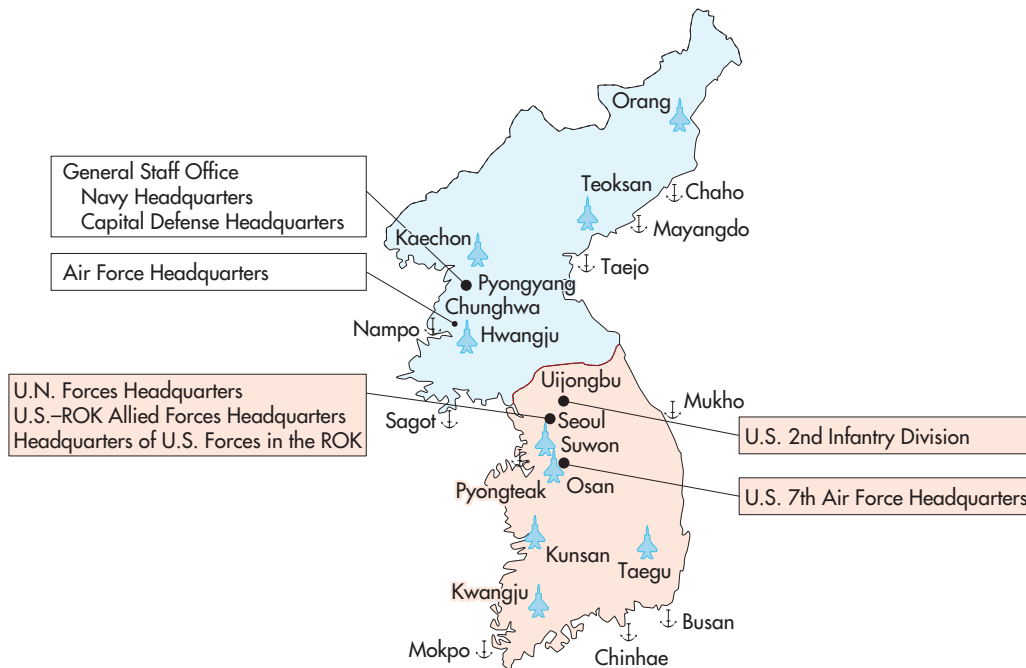 Orang
General Staff Office
Navy Headquarters
Capital Defense Headquarters
Teoksan
Chaho
Mayangdo
Kaechon
Air Force Headquarters
Taejo
Pyongyang
Chunghwa
Nampo
Hwangju
U.N. Forces Headquarters
U.S.–ROK Allied Forces Headquarters
Headquarters of U.S. Forces in the ROK
Uijongbu
Mukho
Sagot
Seoul
U.S. 2nd Infantry Division
Suwon
Pyongteak
Osan
U.S. 7th Air Force Headquarters
Kunsan
Taegu
Kwangju
Busan
Mokpo
Chinhae